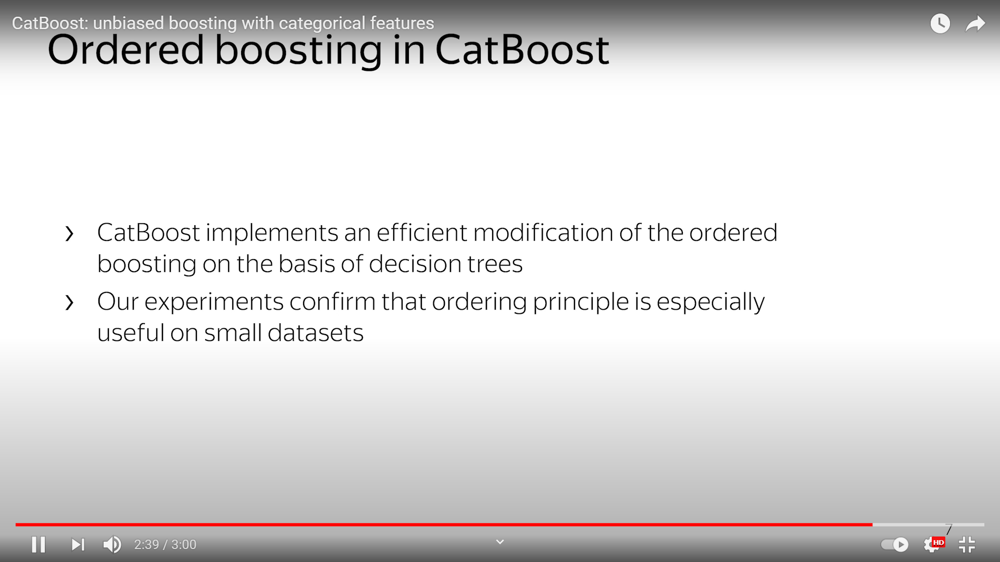 CatBoost: unbiased boosting with categorical features
Ordered boosting in CatBoost
› CatBoost implements an efficient modification of the ordered
boosting on the basis of decision trees
› Our experiments confirm that ordering principle is especially
useful on small datasets
7
2:39 / 3:00
HD